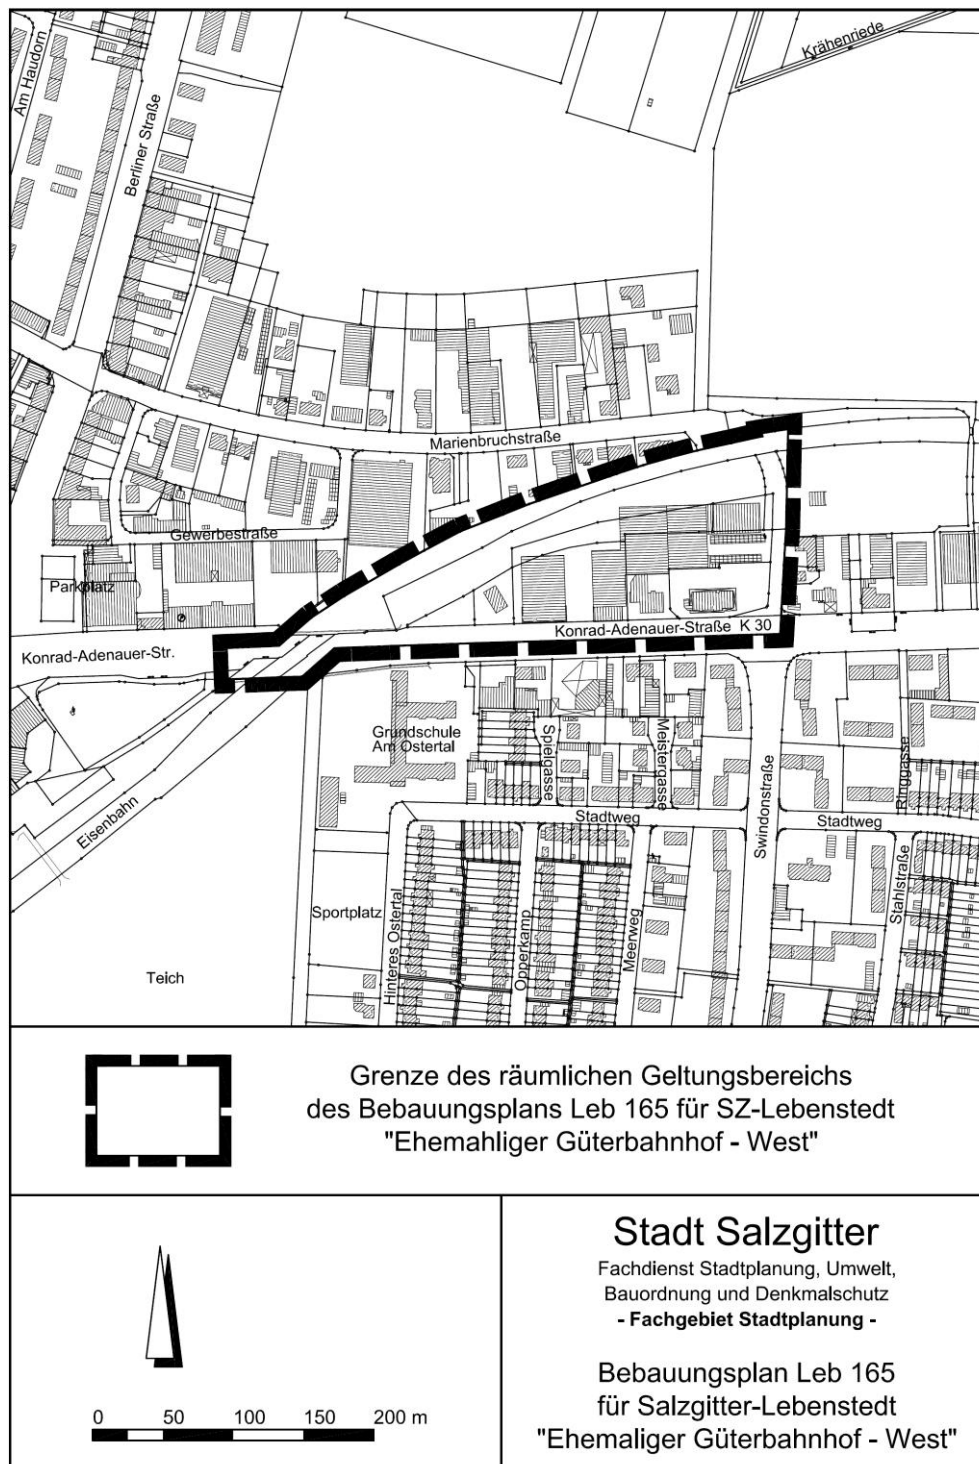 Am Haudorn
Berliner Straße
Krähenriede
Marienbruchstraße
Gewerbestraße
Parkplatz
Konrad-Adenauer-Straße K 30
Konrad-Adenauer-Str.
Grundschule
Am Ostertal
Spielgasse
Meistergasse
Swindonstraße
Ringgasse
Eisenbahn
Stadtweg
Stadtweg
Stahlstraße
Sportplatz
Hinteres Ostertal
Opperkamp
Meerweg
Teich
Grenze des räumlichen Geltungsbereichs
des Bebauungsplans Leb 165 für SZ-Lebenstedt
"Ehemahliger Güterbahnhof - West"
0 50 100 150 200 m
Stadt Salzgitter
Fachdienst Stadtplanung, Umwelt,
Bauordnung und Denkmalschutz
- Fachgebiet Stadtplanung -
Bebauungsplan Leb 165
für Salzgitter-Lebenstedt
"Ehemaliger Güterbahnhof - West"